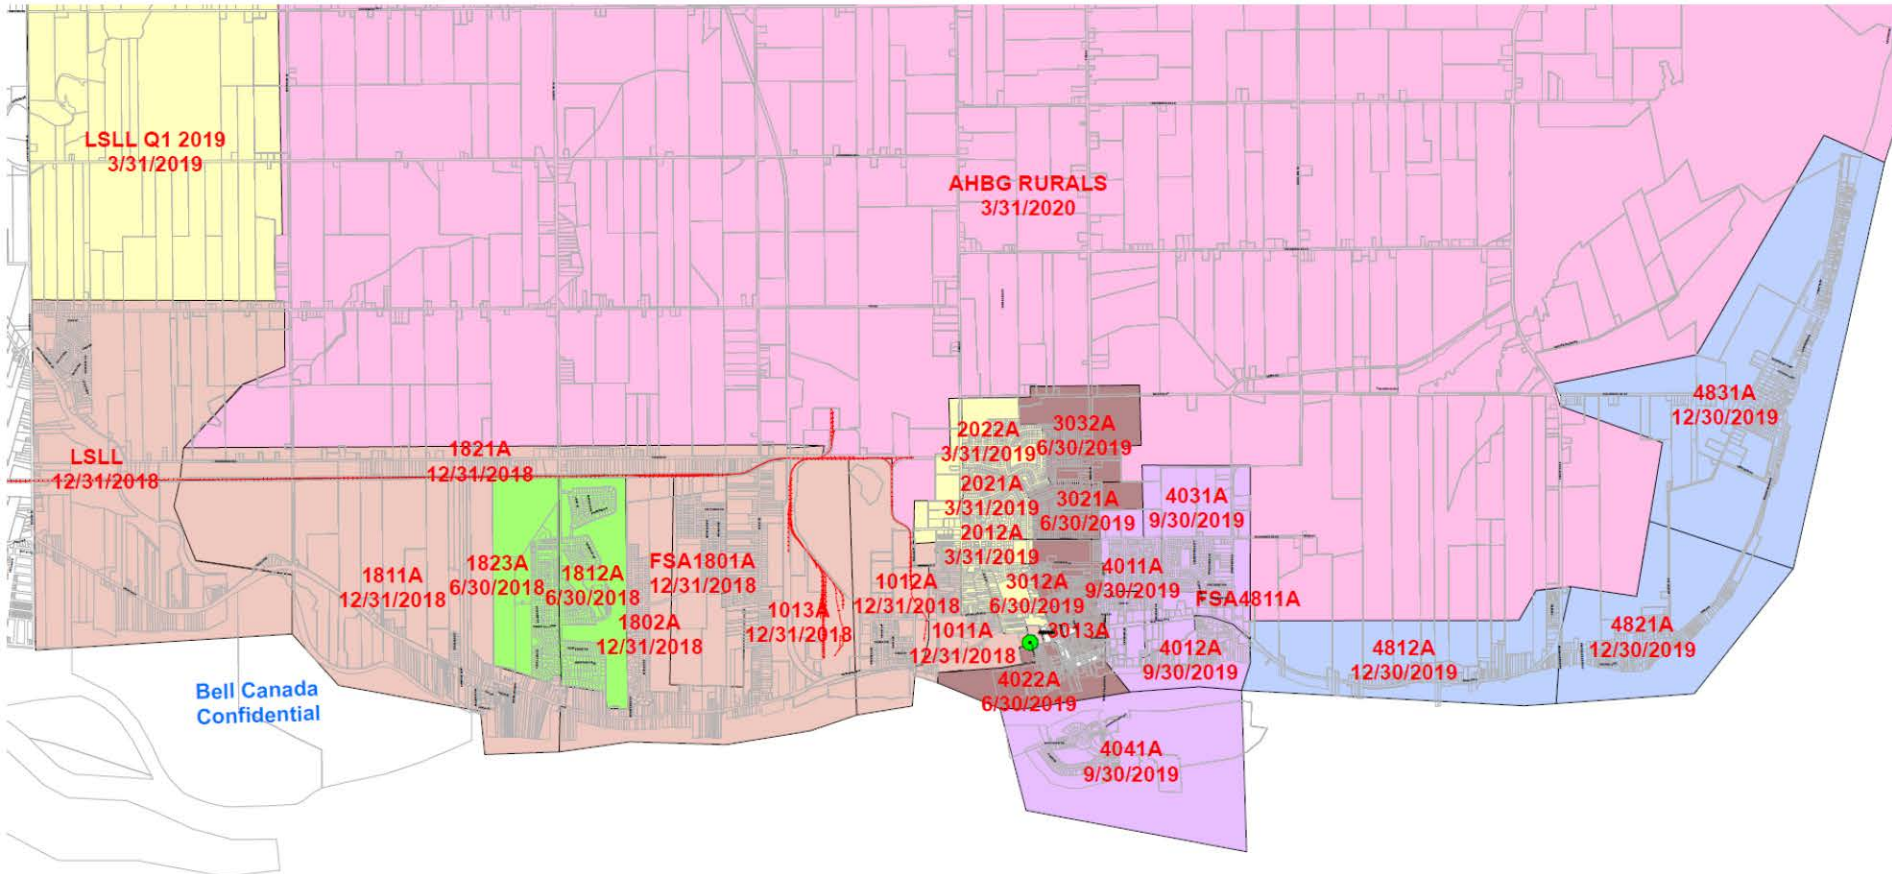 LSLL Q1 2019
3/31/2019
AHBG RURALS
3/31/2020
4831A
12/30/2019
2022A
3/31/2019
3032A
6/30/2019
1821A
12/31/2018
LSLL
12/31/2018
2021A
3/31/2019
3021A
6/30/2019
4031A
9/30/2019
2012A
3/31/2019
1811A
12/31/2018
1823A
6/30/2018
1812A
6/30/2018
FSA1801A
12/31/2018
1802A
12/31/2018
1013A
12/31/2018
1012A
12/31/2018
3012A
6/30/2019
4011A
9/30/2019
FSA4811A
1011A
12/31/2018
3013A
4012A
9/30/2019
4812A
12/30/2019
4821A
12/30/2019
4022A
6/30/2019
Bell Canada
Confidential
4041A
9/30/2019